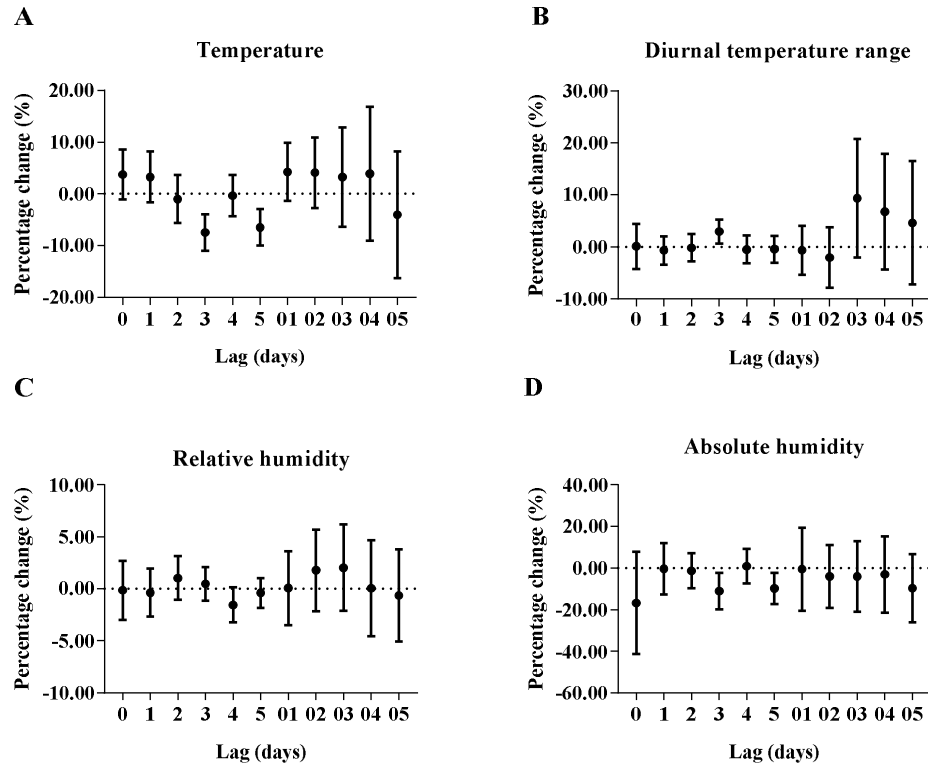 A
Temperature
Percentage change (%)
20.00
10.00
0.00
-10.00
-20.00
0 1 2 3 4 5 01 02 03 04 05
Lag (days)
B
Diurnal temperature range
Percentage change (%)
30.00
20.00
10.00
0.00
-10.00
0 1 2 3 4 5 01 02 03 04 05
Lag (days)
C
Relative humidity
Percentage change (%)
10.00
5.00
0.00
-5.00
-10.00
0 1 2 3 4 5 01 02 03 04 05
Lag (days)
D
Absolute humidity
Percentage change (%)
40.00
20.00
0.00
-20.00
-40.00
-60.00
0 1 2 3 4 5 01 02 03 04 05
Lag (days)